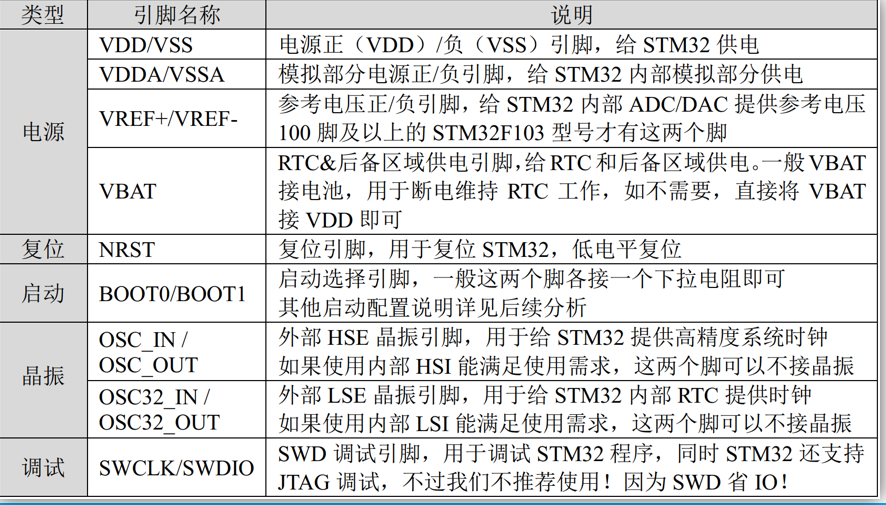 类型 引脚名称 说明
电源
VDD/VSS 电源正（VDD）/负（VSS）引脚，给 STM32 供电
VDDA/VSSA 模拟部分电源正/负引脚，给 STM32 内部模拟部分供电
VREF+/VREF- 参考电压正/负引脚，给 STM32 内部 ADC/DAC 提供参考电压
100 脚及以上的 STM32F103 型号才有这两个脚
VBAT RTC&后备区域供电引脚，给 RTC 和后备区域供电。一般 VBAT
接电池，用于断电维持 RTC 工作，如不需要，直接将 VBAT
接 VDD 即可
复位 NRST 复位引脚，用于复位 STM32，低电平复位
启动 BOOT0/BOOT1 启动选择引脚，一般这两个脚各接一个下拉电阻即可
其他启动配置说明详见后续分析
晶振
OSC_IN / 外部 HSE 晶振引脚，用于给 STM32 提供高精度系统时钟
OSC_OUT 如果使用内部 HSI 能满足使用需求，这两个脚可以不接晶振
OSC32_IN / 外部 LSE 晶振引脚，用于给 STM32 内部 RTC 提供时钟
OSC32_OUT 如果使用内部 LSI 能满足使用需求，这两个脚可以不接晶振
调试 SWCLK/SWDIO SWD 调试引脚，用于调试 STM32 程序，同时 STM32 还支持
JTAG 调试，不过我们不推荐使用！因为 SWD 省 IO！